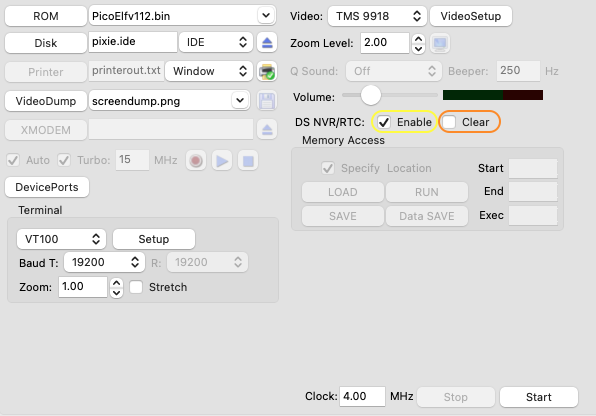 ROM PicoElfv112.bin Video: TMS 9918 VideoSetup
Disk pixie.ide IDE Zoom Level: 2.00
Printer printerout.txt Window Q Sound: Off Beeper: 250 Hz
VideoDump screendump.png Volume:
XMODEM DS NVR/RTC: Enable Clear
Memory Access
Auto Turbo: 15 MHz Specify Location Start
DevicePorts LOAD RUN End
Terminal SAVE Data SAVE Exec
VT100 Setup
Baud T: 19200 R: 19200
Zoom: 1.00 Stretch
Clock: 4.00 MHz Stop Start